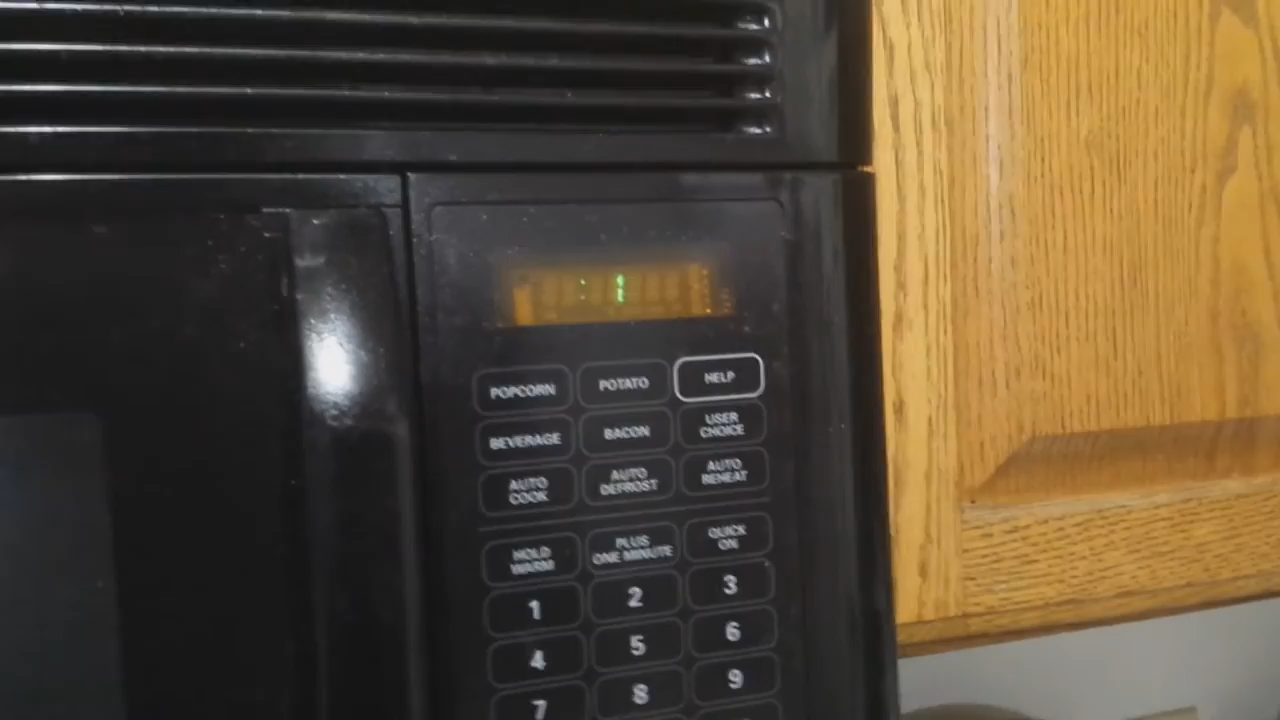 POPCORN POTATO HELP
BEVERAGE BACON USER CHOICE
AUTO COOK AUTO DEFROST AUTO REHEAT
HOLD WARM PLUS ONE MINUTE QUICK ON
1 2 3
4 5 6
7 8 9